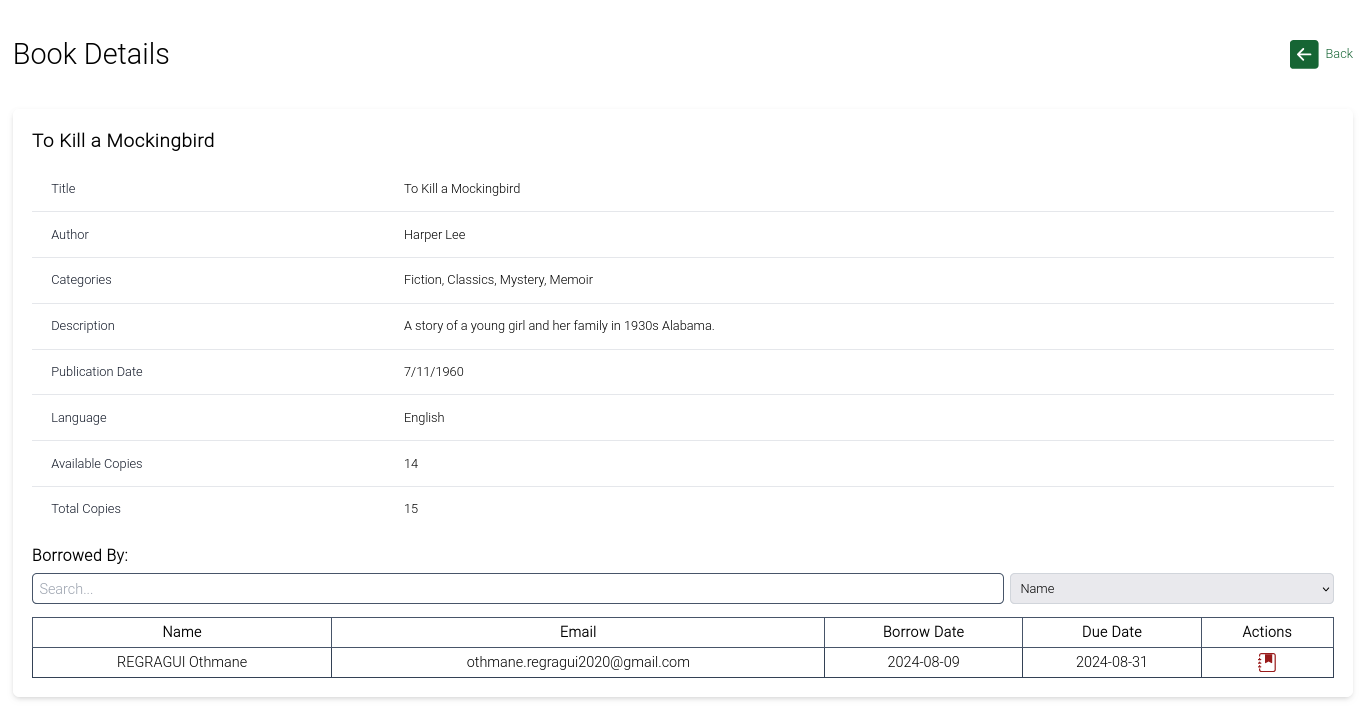 Book Details
Back
To Kill a Mockingbird
Title To Kill a Mockingbird
Author Harper Lee
Categories Fiction, Classics, Mystery, Memoir
Description A story of a young girl and her family in 1930s Alabama.
Publication Date 7/11/1960
Language English
Available Copies 14
Total Copies 15
Borrowed By:
Search... Name
Name Email Borrow Date Due Date Actions
REGRAGUI Othmane othmane.regragui2020@gmail.com 2024-08-09 2024-08-31